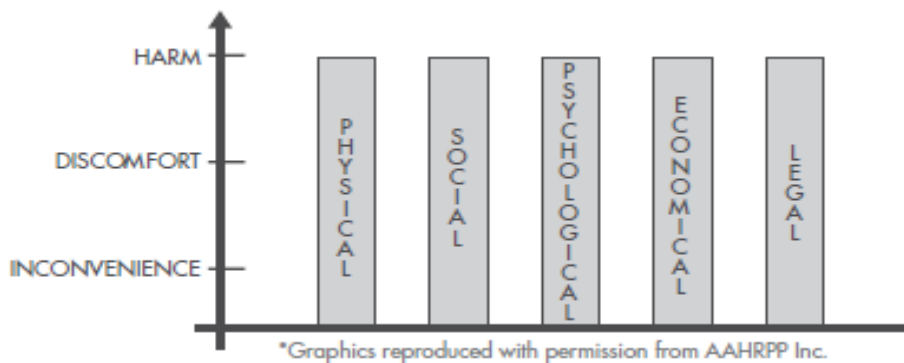 HARM
DISCOMFORT
INCONVENIENCE
PHYSICAL
SOCIAL
PSYCHOLOGICAL
ECONOMICAL
LEGAL
*Graphics reproduced with permission from AAHRPP Inc.